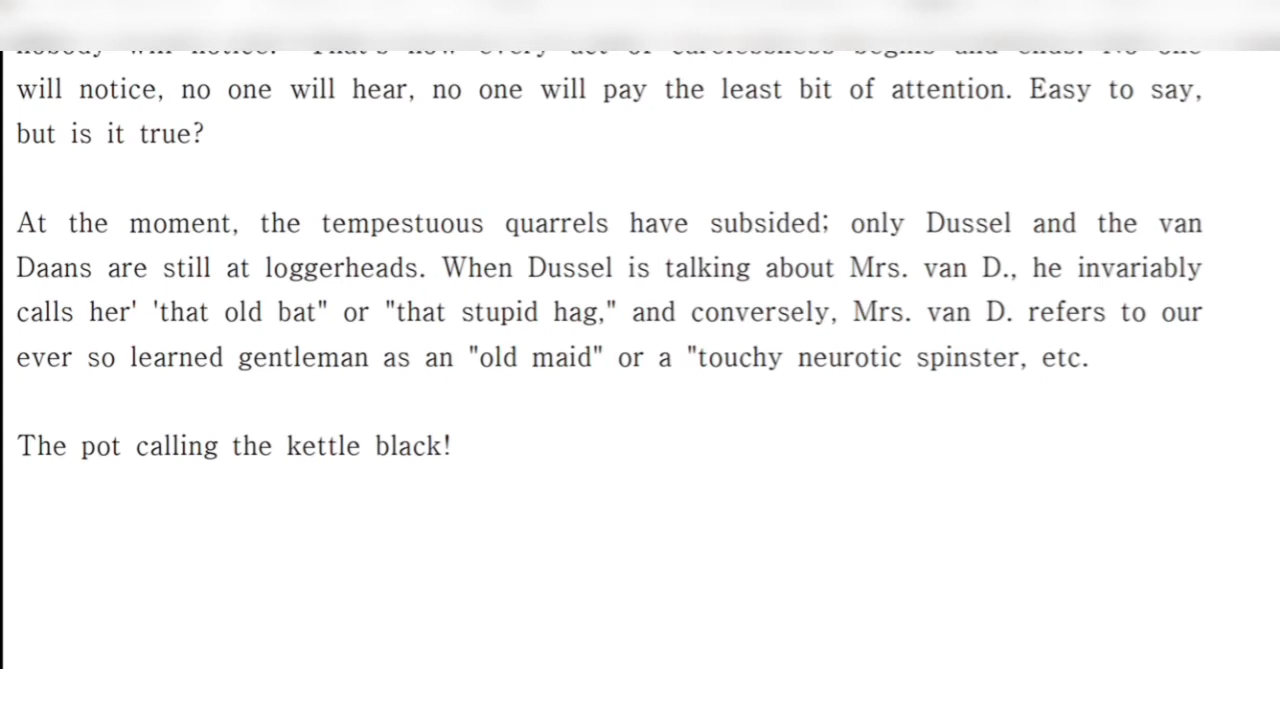 will notice, no one will hear, no one will pay the least bit of attention. Easy to say,
but is it true?
At the moment, the tempestuous quarrels have subsided; only Dussel and the van
Daans are still at loggerheads. When Dussel is talking about Mrs. van D., he invariably
calls her' 'that old bat" or "that stupid hag," and conversely, Mrs. van D. refers to our
ever so learned gentleman as an "old maid" or a "touchy neurotic spinster, etc.
The pot calling the kettle black!